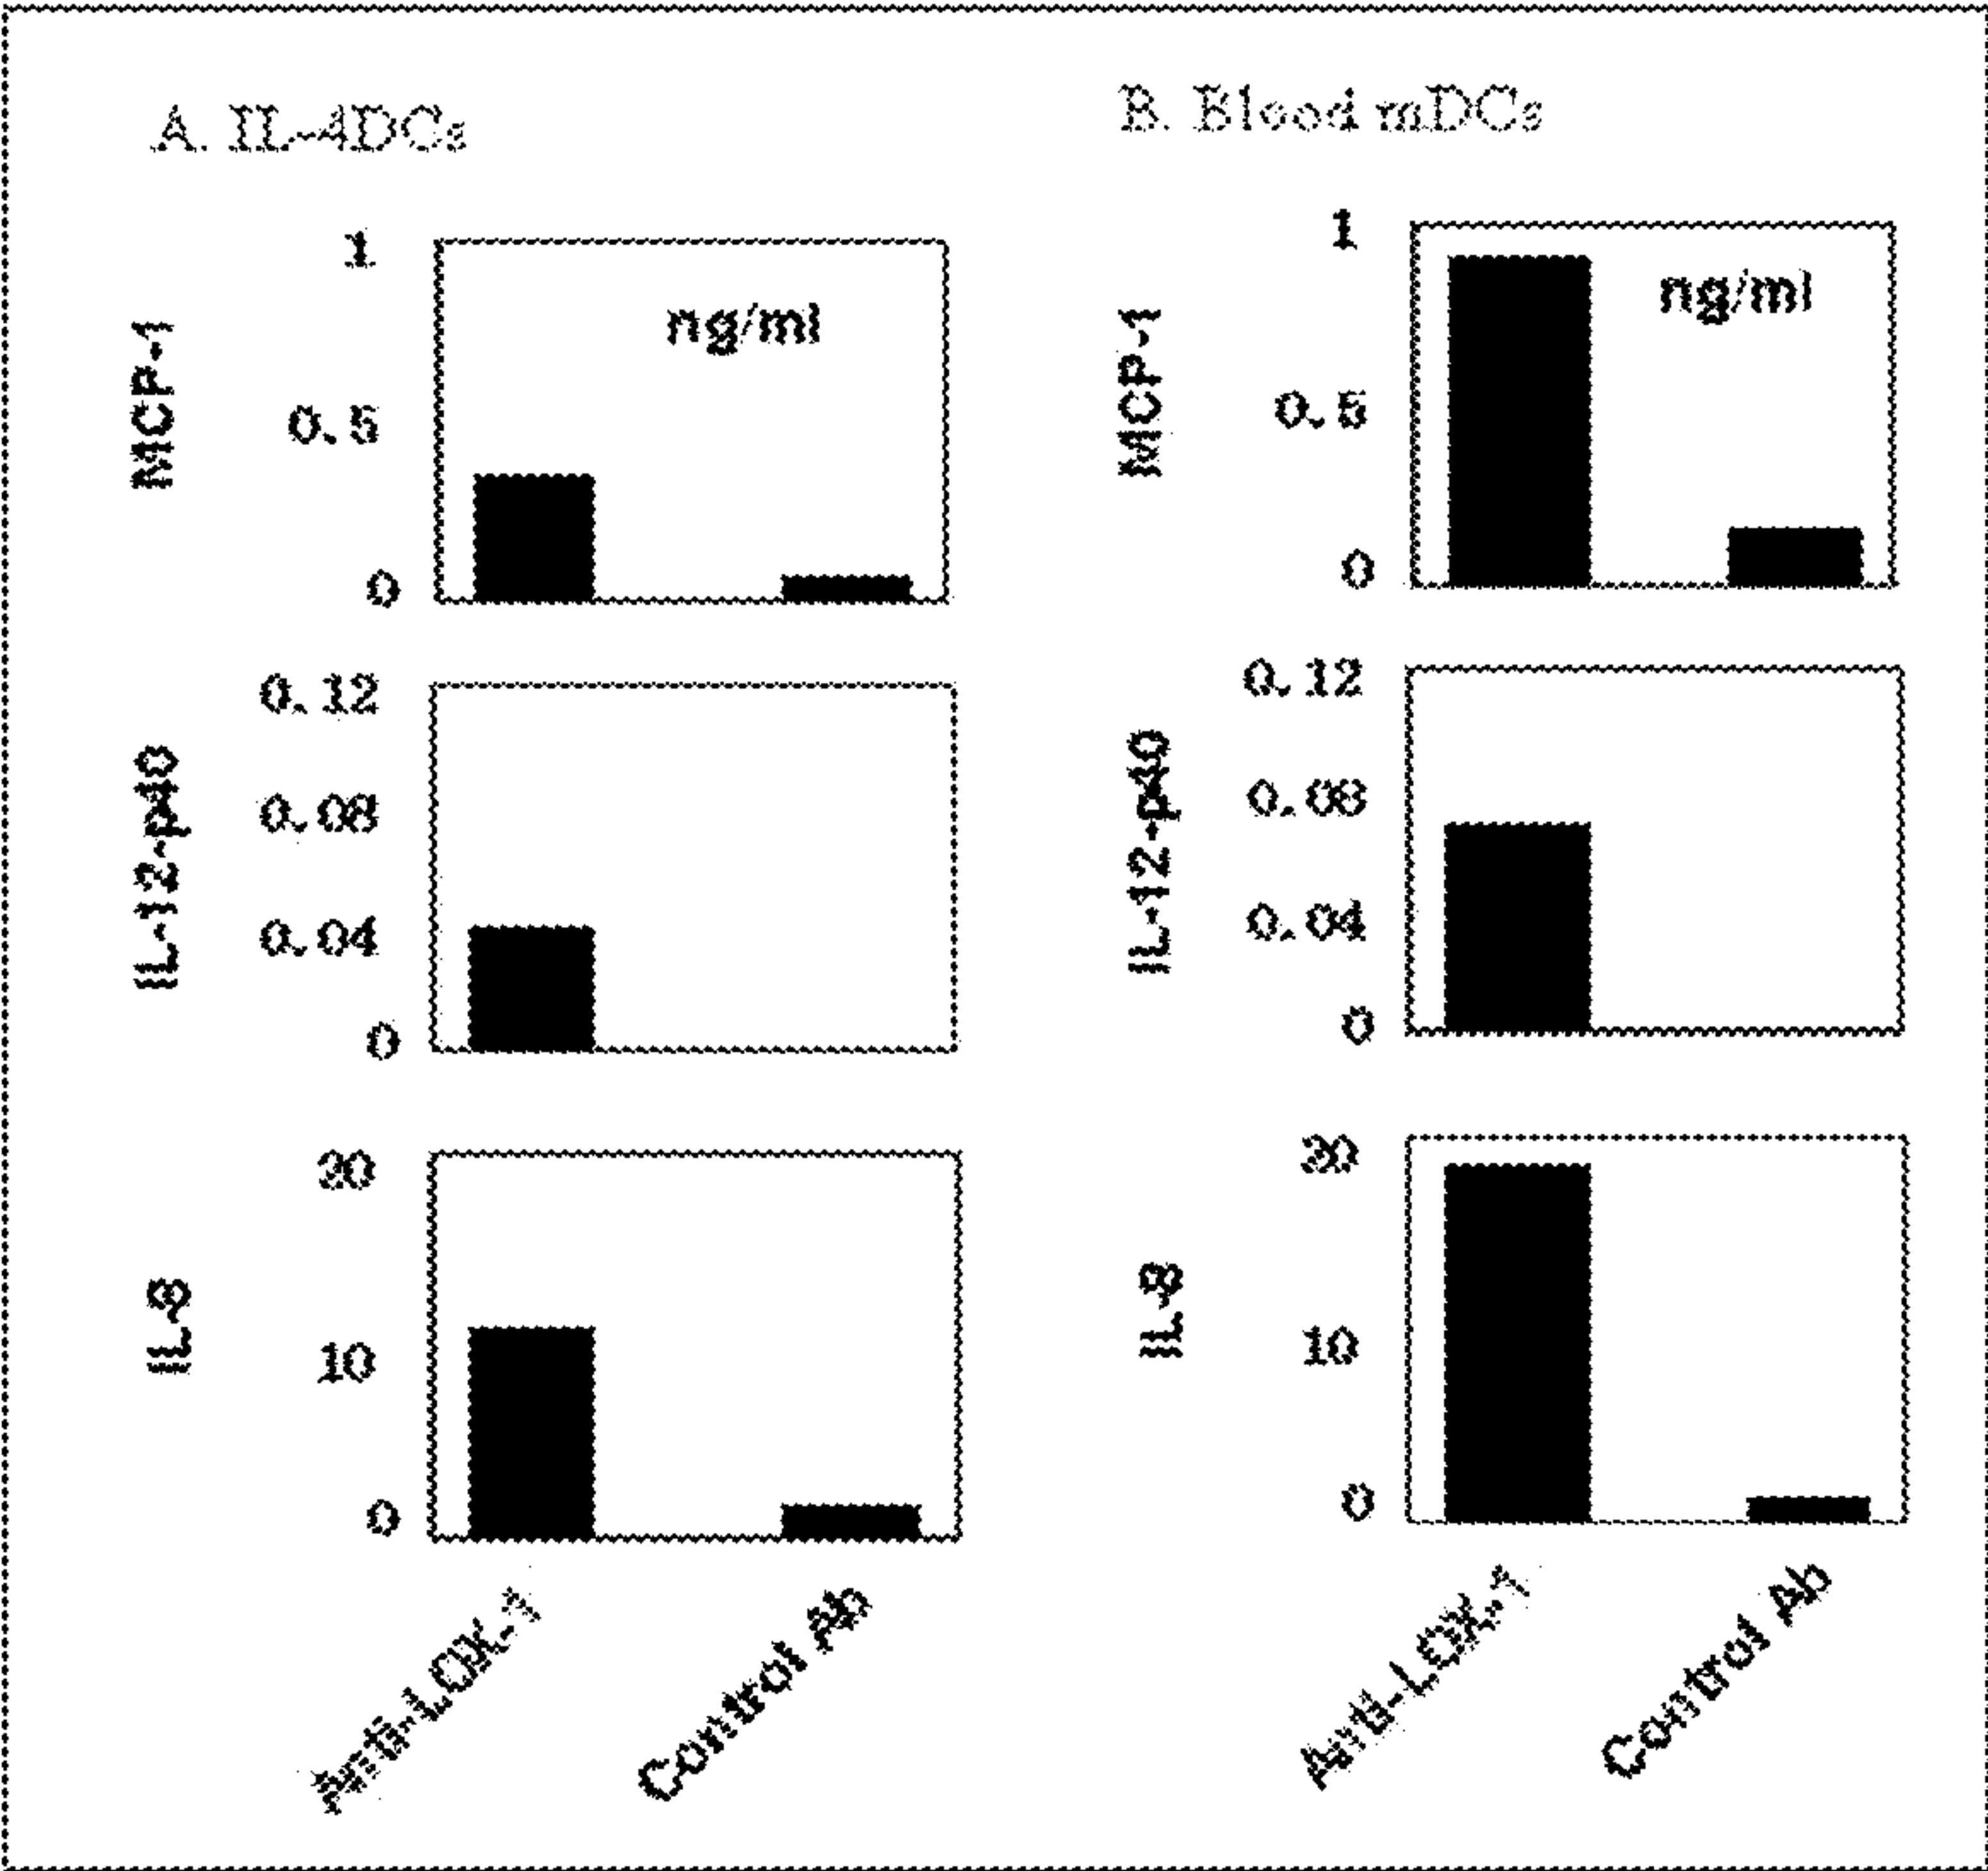 A. IL-4DCs
MCP-1
1
0.5
0
ng/ml
IL-12-p40
0.12
0.08
0.04
0
IL-8
20
10
0
Anti-LOX-1
Control Ab
B. Blood mDCs
MCP-1
1
0.5
0
ng/ml
IL-12-p40
0.12
0.08
0.04
0
IL-8
20
10
0
Anti-LOX-1
Control Ab